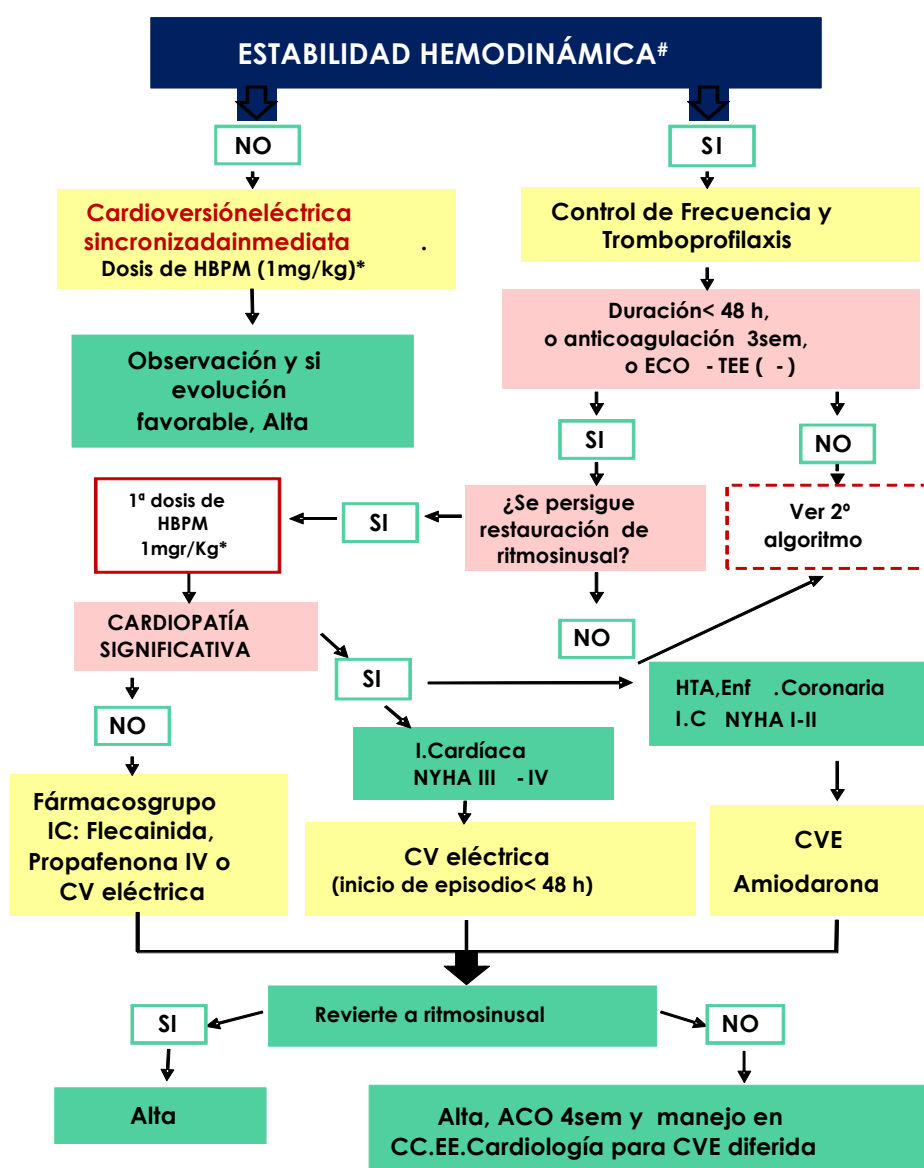 ESTABILIDAD HEMODINÁMICA#
NO
SI
Cardioversióneléctrica
sincronizadainmediata .
Dosis de HBPM (1mg/kg)*
Control de Frecuencia y
Tromboprofilaxis
Observación y si
evolución
favorable, Alta
Duración< 48 h,
o anticoagulación 3sem,
o ECO - TEE ( - )
SI
NO
1ª dosis de
HBPM
1mgr/Kg*
SI
¿Se persigue
restauración de
ritmosinusal?
Ver 2º
algoritmo
NO
CARDIOPATÍA
SIGNIFICATIVA
SI
HTA,Enf .Coronaria
I.C NYHA I-II
NO
I.Cardíaca
NYHA III - IV
Fármacosgrupo
IC: Flecainida,
Propafenona IV o
CV eléctrica
CV eléctrica
(inicio de episodio< 48 h)
CVE
Amiodarona
Revierte a ritmosinusal
SI
NO
Alta
Alta, ACO 4sem y manejo en
CC.EE.Cardiología para CVE diferida